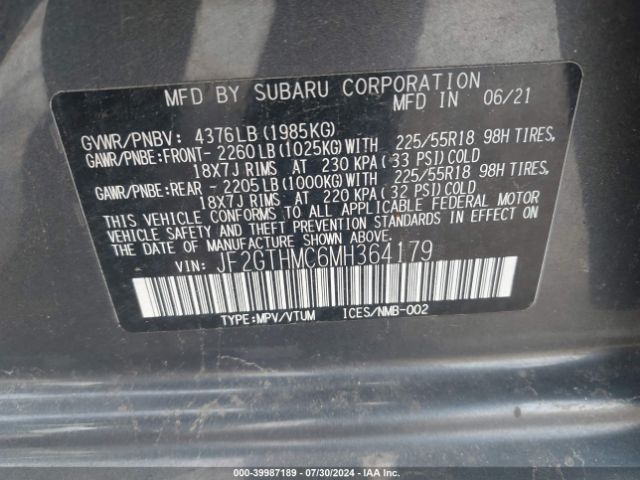 MFD BY SUBARU CORPORATION
MFD IN 06/21
GVWR/PNBV: 4376LB(1985KG)
GAWR/PNBE:FRONT- 2260LB(1025KG)WITH 225/55R18 98H TIRES,
18X7J RIMS AT 230 KPA(33 PSI)COLD
GAWR/PNBE:REAR - 2205LB(1000KG)WITH 225/55R18 98H TIRES,
18X7J RIMS AT 220 KPA(32 PSI)COLD
THIS VEHICLE CONFORMS TO ALL APPLICABLE FEDERAL MOTOR
VEHICLE SAFETY AND THEFT PREVENTION STANDARDS IN EFFECT ON
THE DATE OF MANUFACTURE SHOWN ABOVE.
VIN: JF2GTHMC6MH364179
TYPE:MPV/VTUM ICES/NMB-002
000-39987189 - 07/30/2024 - IAA Inc.